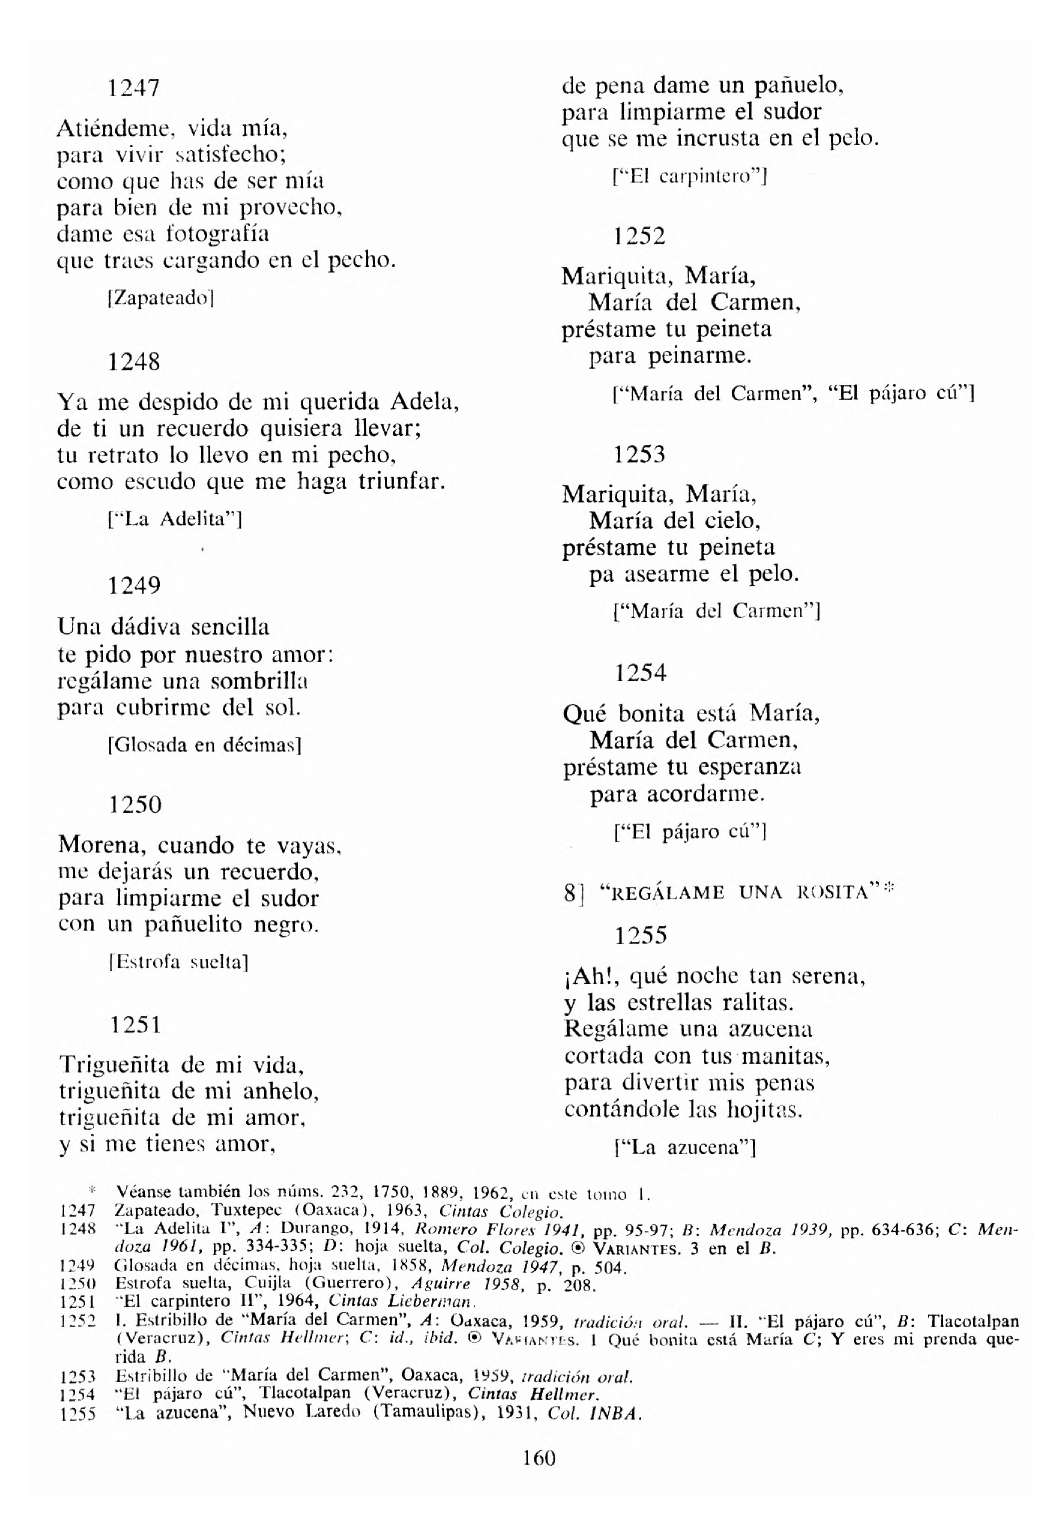 1247
Atiéndeme, vida mía,
para vivir satisfecho;
como que has de ser mía
para bien de mi provecho,
dame esa fotografía
que traes cargando en el pecho.
[Zapateado]
1248
Ya me despido de mi querida Adela,
de ti un recuerdo quisiera llevar;
tu retrato lo llevo en mi pecho,
como escudo que me haga triunfar.
["La Adelita"]
1249
Una dádiva sencilla
te pido por nuestro amor:
regálame una sombrilla
para cubrirme del sol.
[Glosada en décimas]
1250
Morena, cuando te vayas,
me dejarás un recuerdo,
para limpiarme el sudor
con un pañuelito negro.
[Estrofa suelta]
1251
Trigueñita de mi vida,
trigueñita de mi anhelo,
trigueñita de mi amor,
y si me tienes amor,
de pena dame un pañuelo,
para limpiarme el sudor
que se me incrusta en el pelo.
["El carpintero"]
1252
Mariquita, María,
María del Carmen,
préstame tu peineta
para peinarme.
["María del Carmen", "El pájaro cú"]
1253
Mariquita, María,
María del cielo,
préstame tu peineta
pa asearme el pelo.
["María del Carmen"]
1254
Qué bonita está María,
María del Carmen,
préstame tu esperanza
para acordarme.
["El pájaro cú"]
8] "REGÁLAME UNA ROSITA"*
1255
¡Ah!, qué noche tan serena,
y las estrellas ralitas.
Regálame una azucena
cortada con tus manitas,
para divertir mis penas
contándole las hojitas.
["La azucena"]
* Véanse también los núms. 232, 1750, 1889, 1962, en este tomo 1.
1247 Zapateado, Tuxtepec (Oaxaca), 1963, Cintas Colegio.
1248 "La Adelita I", A: Durango, 1914, Romero Flores 1941, pp. 95-97; B: Mendoza 1939, pp. 634-636; C: Men-
doza 1961, pp. 334-335; D: hoja suelta, Col. Colegio. ® VARIANTES. 3 en el B.
1249 Glosada en décimas, hoja suelta, 1858, Mendoza 1947, p. 504.
1250 Estrofa suelta, Cuijla (Guerrero), Aguirre 1958, p. 208.
1251 "El carpintero II", 1964, Cintas Lieberman.
1252 I. Estribillo de "María del Carmen", A: Oaxaca, 1959, tradición oral. — II. "El pájaro cú", B: Tlacotalpan
(Veracruz), Cintas Hellmer; C: id., ibid. ® VARIANTES. 1 Qué bonita está María C; Y eres mi prenda que-
rida B.
1253 Estribillo de "María del Carmen", Oaxaca, 1959, tradición oral.
1254 "El pájaro cú", Tlacotalpan (Veracruz), Cintas Hellmer.
1255 "La azucena", Nuevo Laredo (Tamaulipas), 1931, Col. INBA.
160